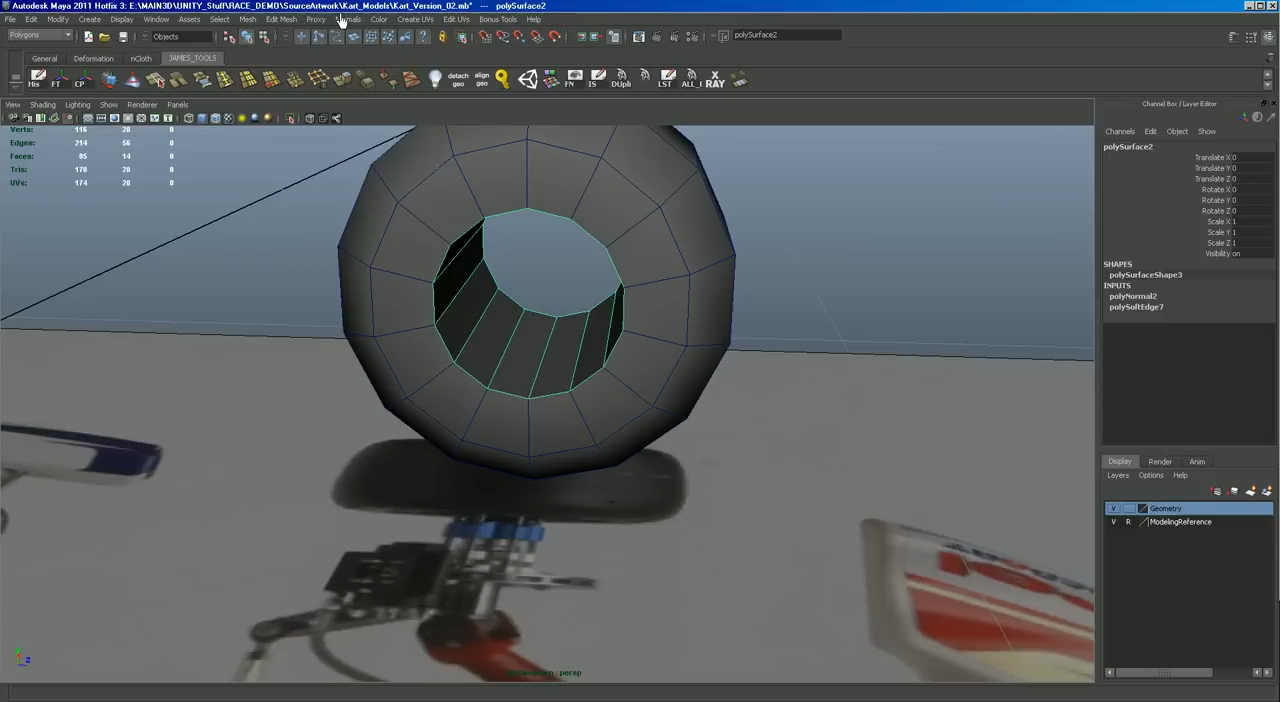 Autodesk Maya 2011 Hotfix 3: E:\MAIN3D\UNITY_Stuff\RACE_DEMO\SourceArtwork\Kart_Models\Kart_Version_02.mb* --- polySurface2
File Edit Modify Create Display Window Assets Select Mesh Edit Mesh Proxy Normals Color Create UVs Edit UVs Bonus Tools Help
Polygons Objects polySurface2
General Deformation nCloth JAMES_TOOLS
His FT CP detach geo align geo FN IS DUpli LST ALL_I X RAY
View Shading Lighting Show Renderer Panels
Verts: 116 28 0
Edges: 214 56 0
Faces: 85 14 0
Tris: 170 28 0
UVs: 174 28 0
persp
Channel Box / Layer Editor
Channels Edit Object Show
polySurface2
Translate X 0
Translate Y 0
Translate Z 0
Rotate X 0
Rotate Y 0
Rotate Z 0
Scale X 1
Scale Y 1
Scale Z 1
Visibility on
SHAPES
polySurfaceShape3
INPUTS
polyNormal2
polySoftEdge7
Display Render Anim
Layers Options Help
V Geometry
V R ModelingReference